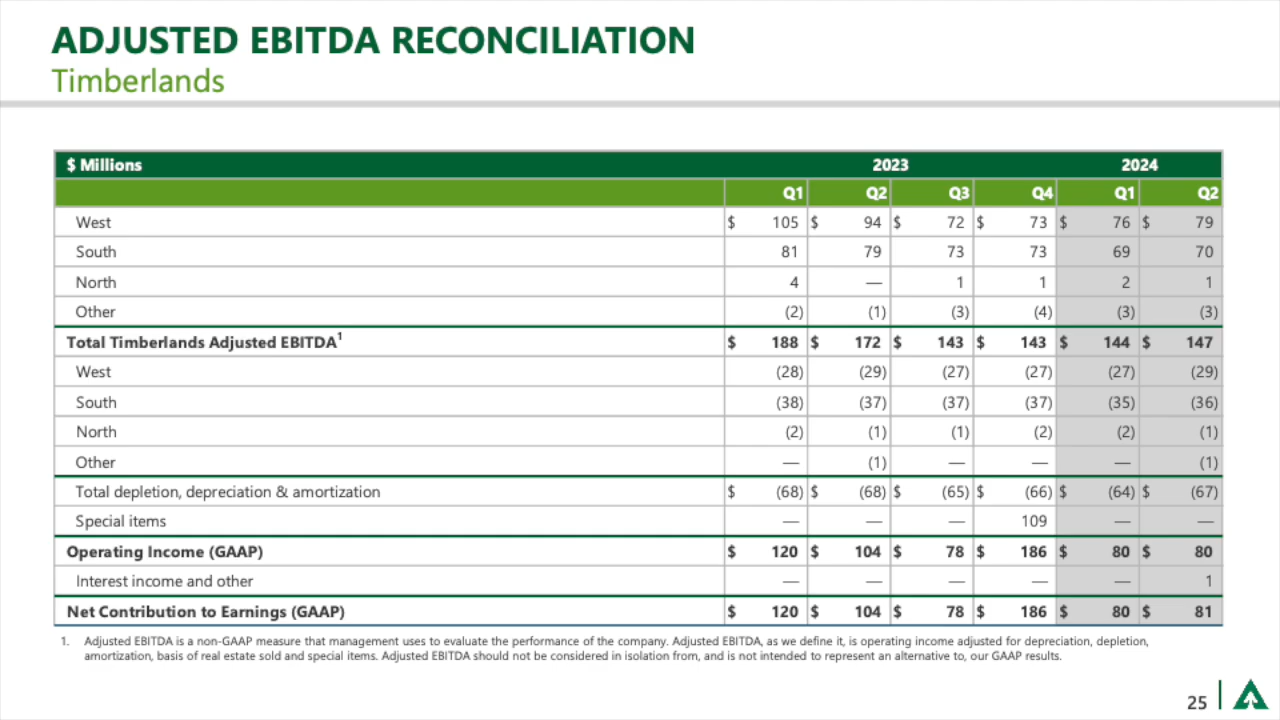 ADJUSTED EBITDA RECONCILIATION
Timberlands
$ Millions 2023 2024
Q1 Q2 Q3 Q4 Q1 Q2
West $ 105 $ 94 $ 72 $ 73 $ 76 $ 79
South 81 79 73 73 69 70
North 4 — 1 1 2 1
Other (2) (1) (3) (4) (3) (3)
Total Timberlands Adjusted EBITDA1 $ 188 $ 172 $ 143 $ 143 $ 144 $ 147
West (28) (29) (27) (27) (27) (29)
South (38) (37) (37) (37) (35) (36)
North (2) (1) (1) (2) (2) (1)
Other — (1) — — — (1)
Total depletion, depreciation & amortization $ (68) $ (68) $ (65) $ (66) $ (64) $ (67)
Special items — — — 109 — —
Operating Income (GAAP) $ 120 $ 104 $ 78 $ 186 $ 80 $ 80
Interest income and other — — — — — 1
Net Contribution to Earnings (GAAP) $ 120 $ 104 $ 78 $ 186 $ 80 $ 81
1. Adjusted EBITDA is a non-GAAP measure that management uses to evaluate the performance of the company. Adjusted EBITDA, as we define it, is operating income adjusted for depreciation, depletion,
amortization, basis of real estate sold and special items. Adjusted EBITDA should not be considered in isolation from, and is not intended to represent an alternative to, our GAAP results.
25